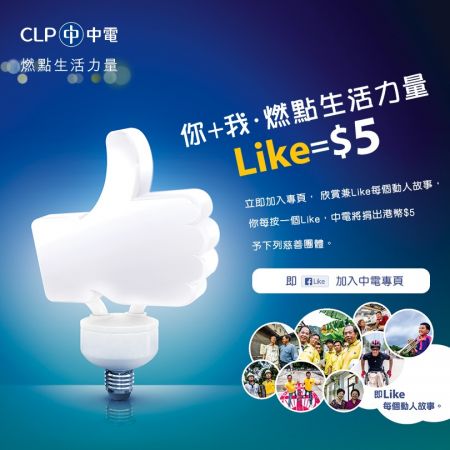 CLP 中電
燃點生活力量
你+我·燃點生活力量
Like=$5
立即加入專頁，欣賞兼Like每個動人故事，
你每按一個Like，中電將捐出港幣$5
予下列慈善團體。
即 Like 加入中電專頁
即Like
每個動人故事。